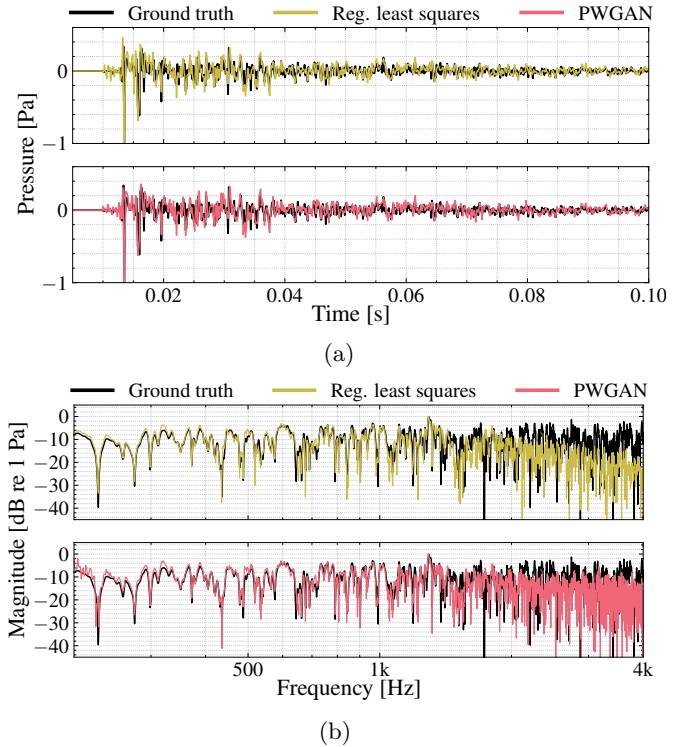 Ground truth Reg. least squares PWGAN
0
−1
0
−1
Pressure [Pa]
0.02 0.04 0.06 0.08 0.10
Time [s]
(a)
Ground truth Reg. least squares PWGAN
0
−10
−20
−30
−40
0
−10
−20
−30
−40
Magnitude [dB re 1 Pa]
500 1k 4k
Frequency [Hz]
(b)